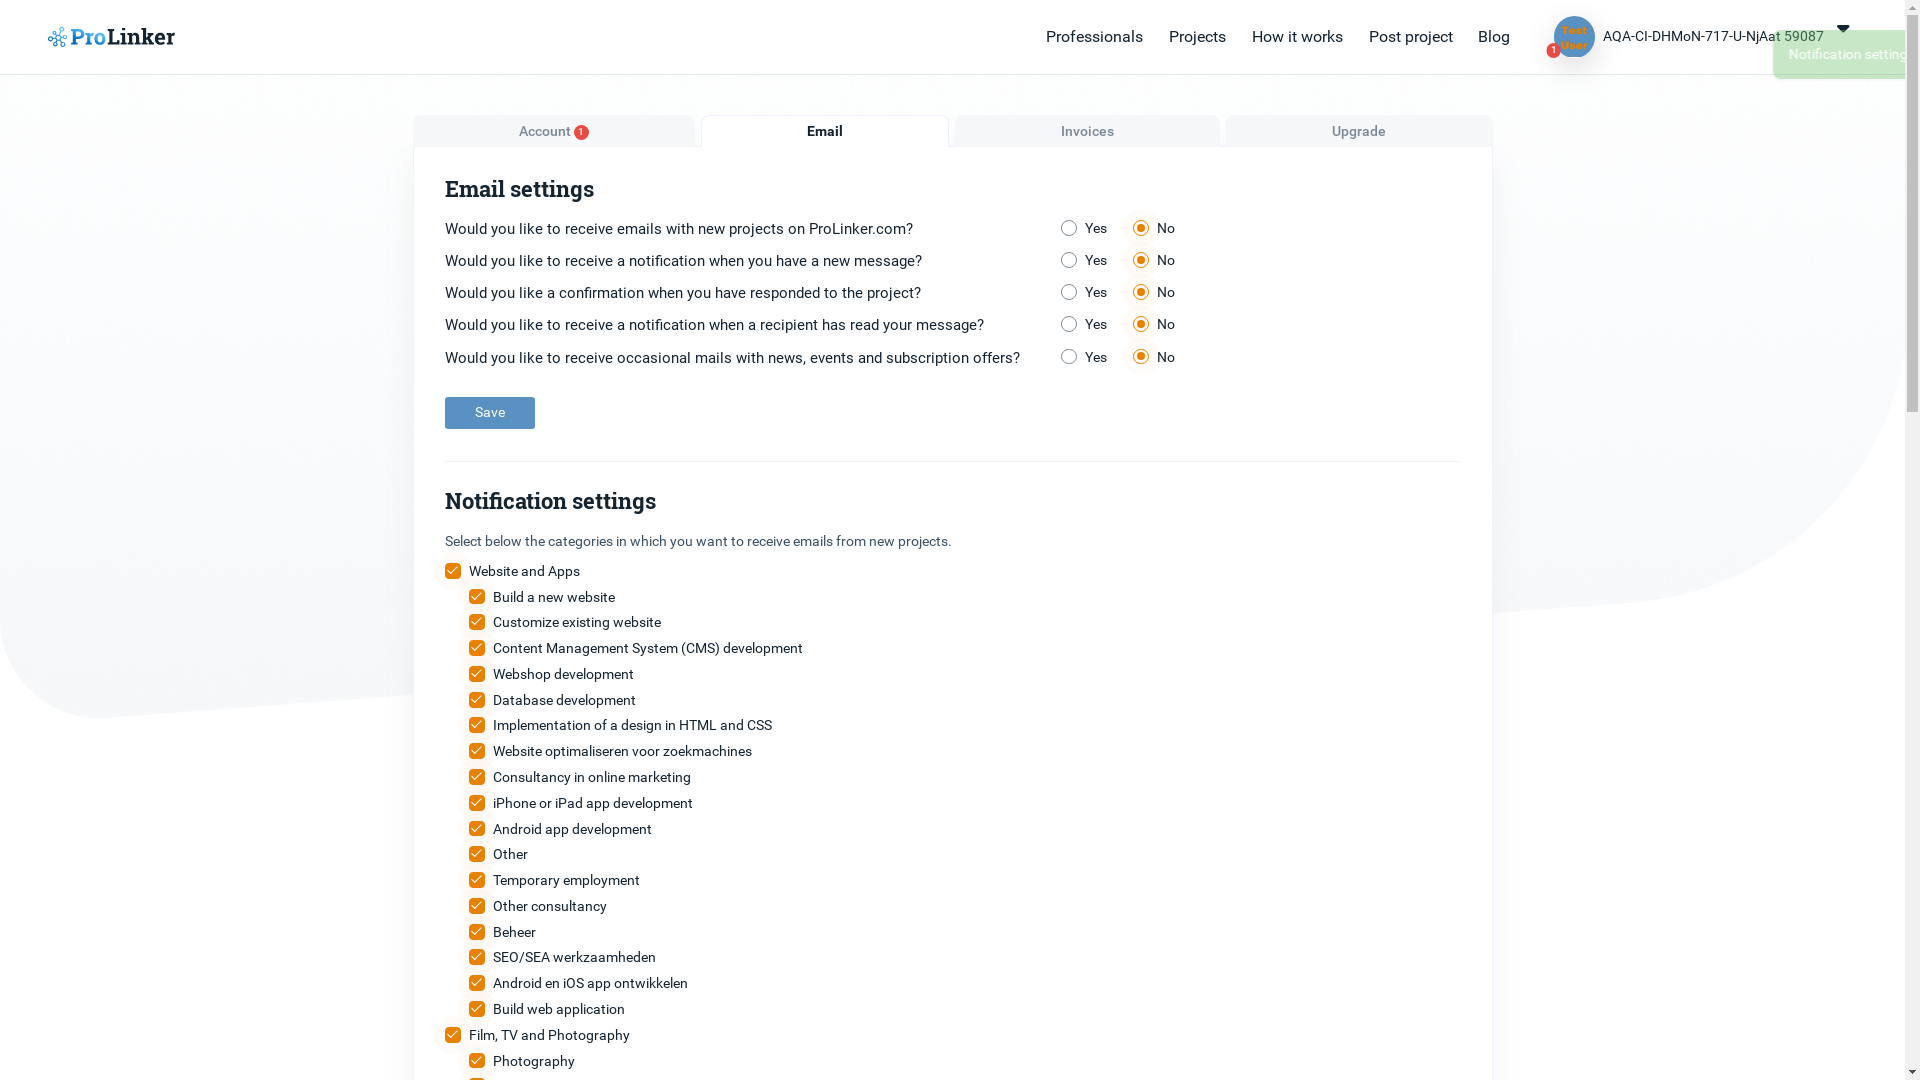 ProLinker
Professionals Projects How it works Post project Blog
Test User
1
AQA-CI-DHMoN-717-U-NjAat 59087
Notification setting
Account 1
Email
Invoices
Upgrade
Email settings
Would you like to receive emails with new projects on ProLinker.com? Yes No
Would you like to receive a notification when you have a new message? Yes No
Would you like a confirmation when you have responded to the project? Yes No
Would you like to receive a notification when a recipient has read your message? Yes No
Would you like to receive occasional mails with news, events and subscription offers? Yes No
Save
Notification settings
Select below the categories in which you want to receive emails from new projects.
Website and Apps
Build a new website
Customize existing website
Content Management System (CMS) development
Webshop development
Database development
Implementation of a design in HTML and CSS
Website optimaliseren voor zoekmachines
Consultancy in online marketing
iPhone or iPad app development
Android app development
Other
Temporary employment
Other consultancy
Beheer
SEO/SEA werkzaamheden
Android en iOS app ontwikkelen
Build web application
Film, TV and Photography
Photography